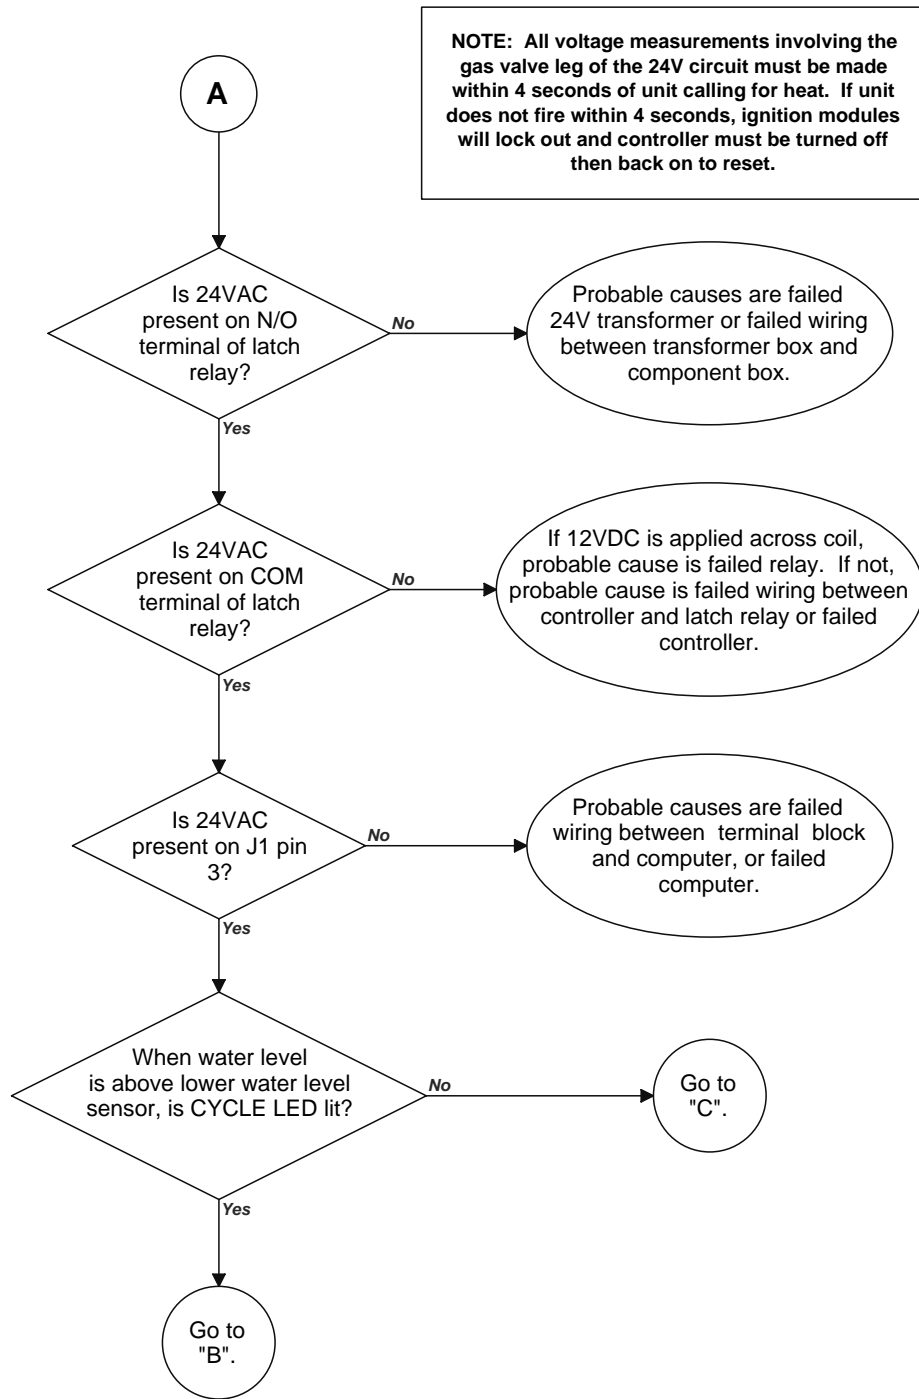 NOTE:  All voltage measurements involving the
gas valve leg of the 24V circuit must be made
within 4 seconds of unit calling for heat.  If unit
does not fire within 4 seconds, ignition modules
will lock out and controller must be turned off
then back on to reset.
A
Is 24VAC
present on N/O
terminal of latch
relay?
No
Probable causes are failed
24V transformer or failed wiring
between transformer box and
component box.
Yes
Is 24VAC
present on COM
terminal of latch
relay?
No
If 12VDC is applied across coil,
probable cause is failed relay.  If not,
probable cause is failed wiring between
controller and latch relay or failed
controller.
Yes
Is 24VAC
present on J1 pin
3?
No
Probable causes are failed
wiring between  terminal  block
and computer, or failed
computer.
Yes
When water level
is above lower water level
sensor, is CYCLE LED lit?
No
Go to
"C".
Yes
Go to
"B".